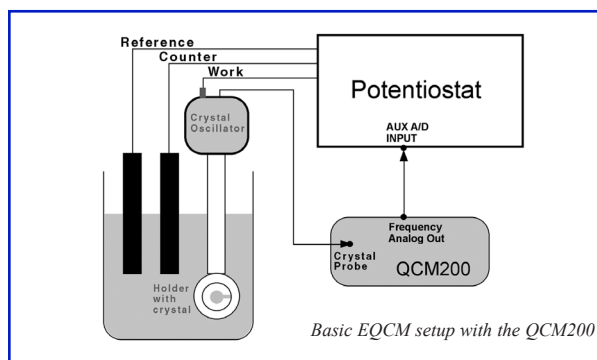 Reference
Counter
Work
Potentiostat
Crystal
Oscillator
AUX A/D
INPUT
Frequency
Analog Out
Crystal
Probe
QCM200
Holder
with
crystal
Basic EQCM setup with the QCM200